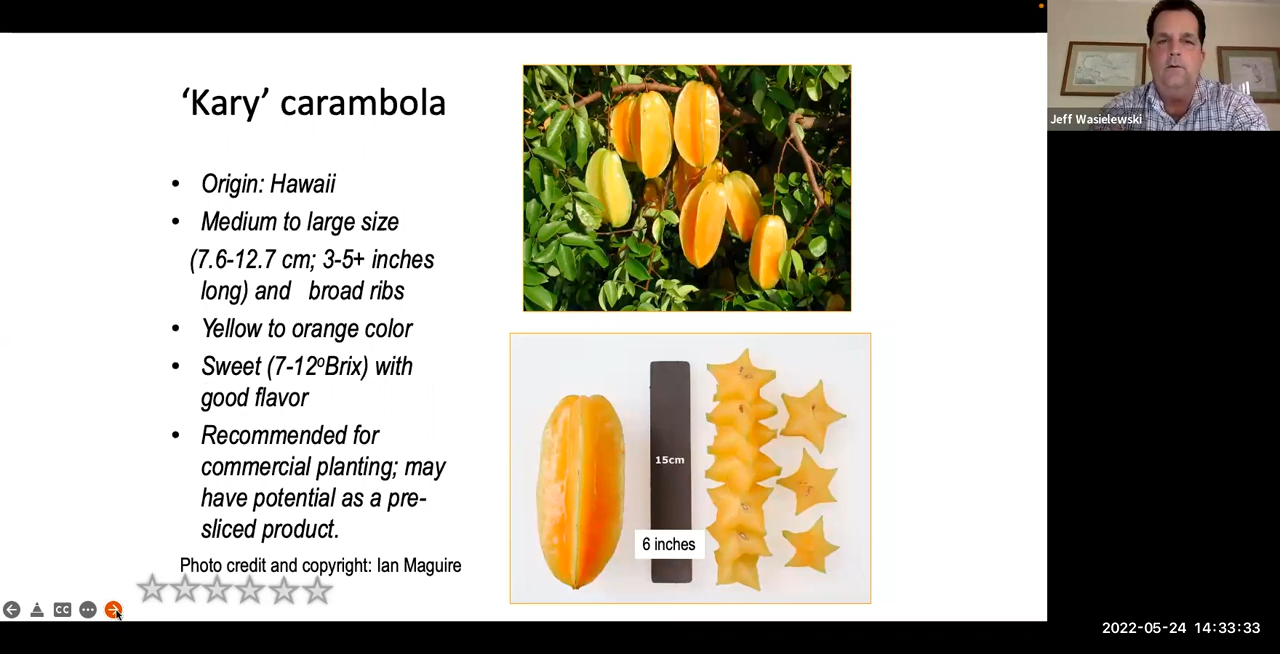 ‘Kary’ carambola
• Origin: Hawaii
• Medium to large size
(7.6-12.7 cm; 3-5+ inches
long) and broad ribs
• Yellow to orange color
• Sweet (7-12ºBrix) with
good flavor
• Recommended for
commercial planting; may
have potential as a pre-
sliced product.
Photo credit and copyright: Ian Maguire
CC
15cm
6 inches
Jeff Wasielewski
2022-05-24 14:33:33